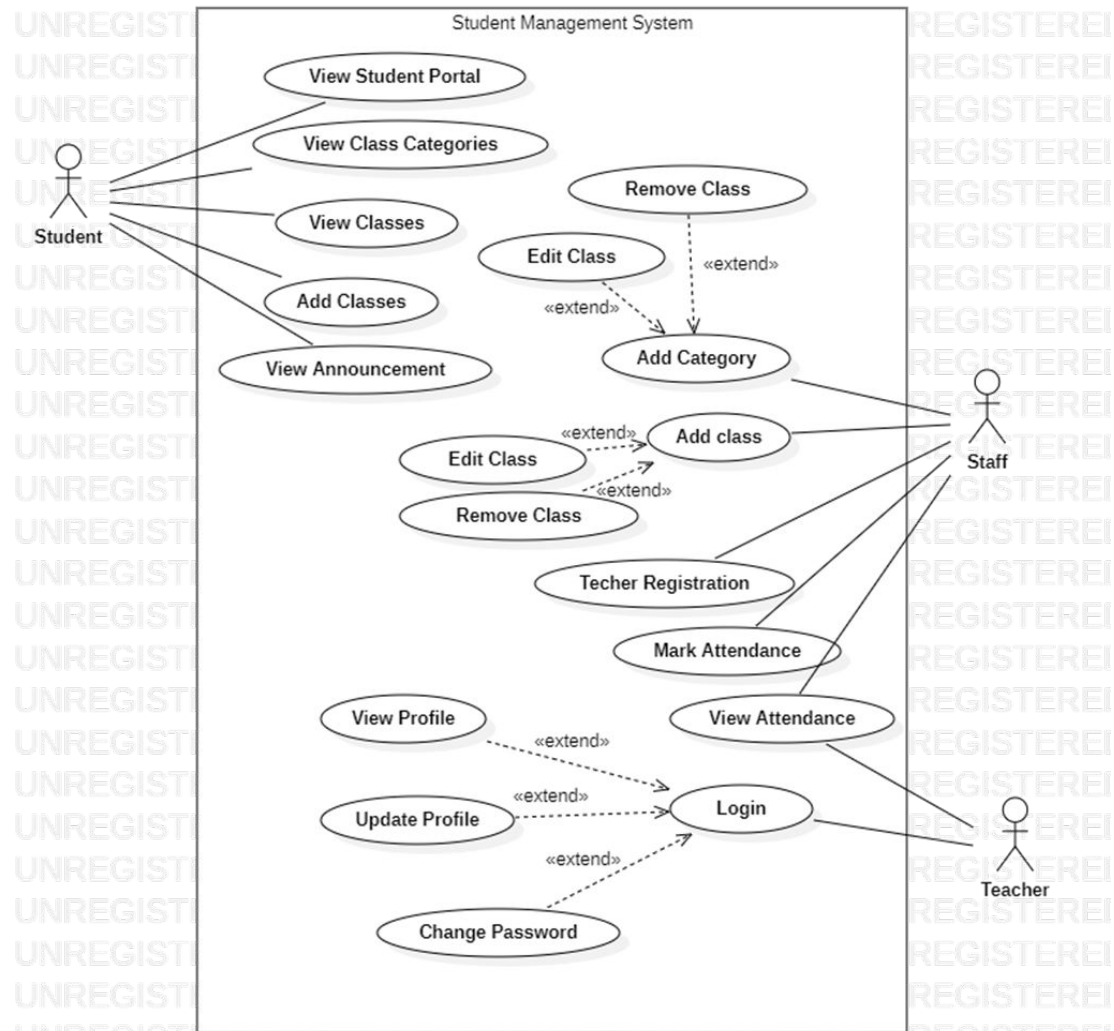 Student Management System
View Student Portal
View Class Categories
Remove Class
View Classes
Student
Edit Class
«extend»
Add Classes
«extend»
Add Category
View Announcement
«extend»
Add class
Edit Class
Staff
«extend»
Remove Class
Techer Registration
Mark Attendance
View Profile
View Attendance
«extend»
«extend»
Login
Update Profile
«extend»
Teacher
Change Password
UNREGISTERED